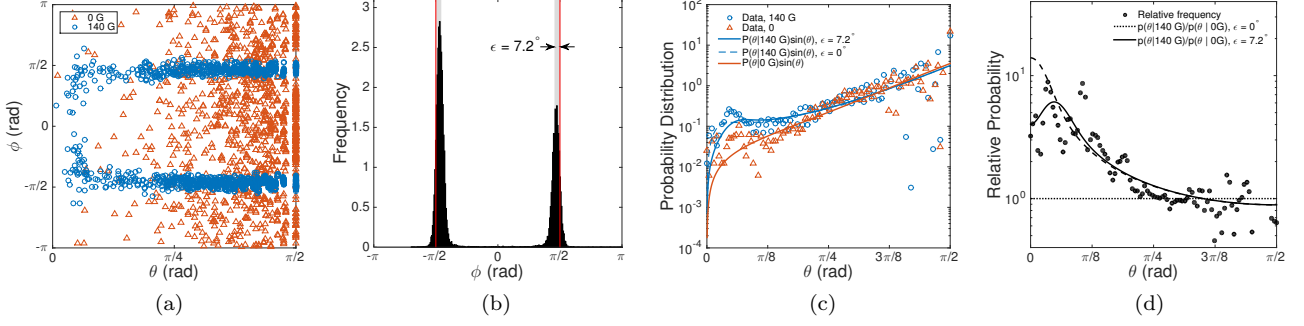 0 G
140 G
π
π/2
0
-π/2
-π
φ (rad)
0
π/4
π/2
θ (rad)
(a)
3
2.5
2
1.5
1
0.5
0
Frequency
ϵ = 7.2°
-π
-π/2
0
π/2
π
φ (rad)
(b)
10²
10¹
10⁰
10⁻¹
10⁻²
10⁻³
10⁻⁴
Probability Distribution
Data, 140 G
Data, 0
P(θ|140 G)sin(θ), ϵ = 7.2°
P(θ|140 G)sin(θ), ϵ = 0°
P(θ|0 G)sin(θ)
0
π/8
π/4
3π/8
π/2
θ (rad)
(c)
10¹
10⁰
Relative Probability
Relative frequency
p(θ|140 G)/p(θ | 0G), ϵ = 0°
p(θ|140 G)/p(θ | 0G), ϵ = 7.2°
0
π/8
π/4
3π/8
π/2
θ (rad)
(d)